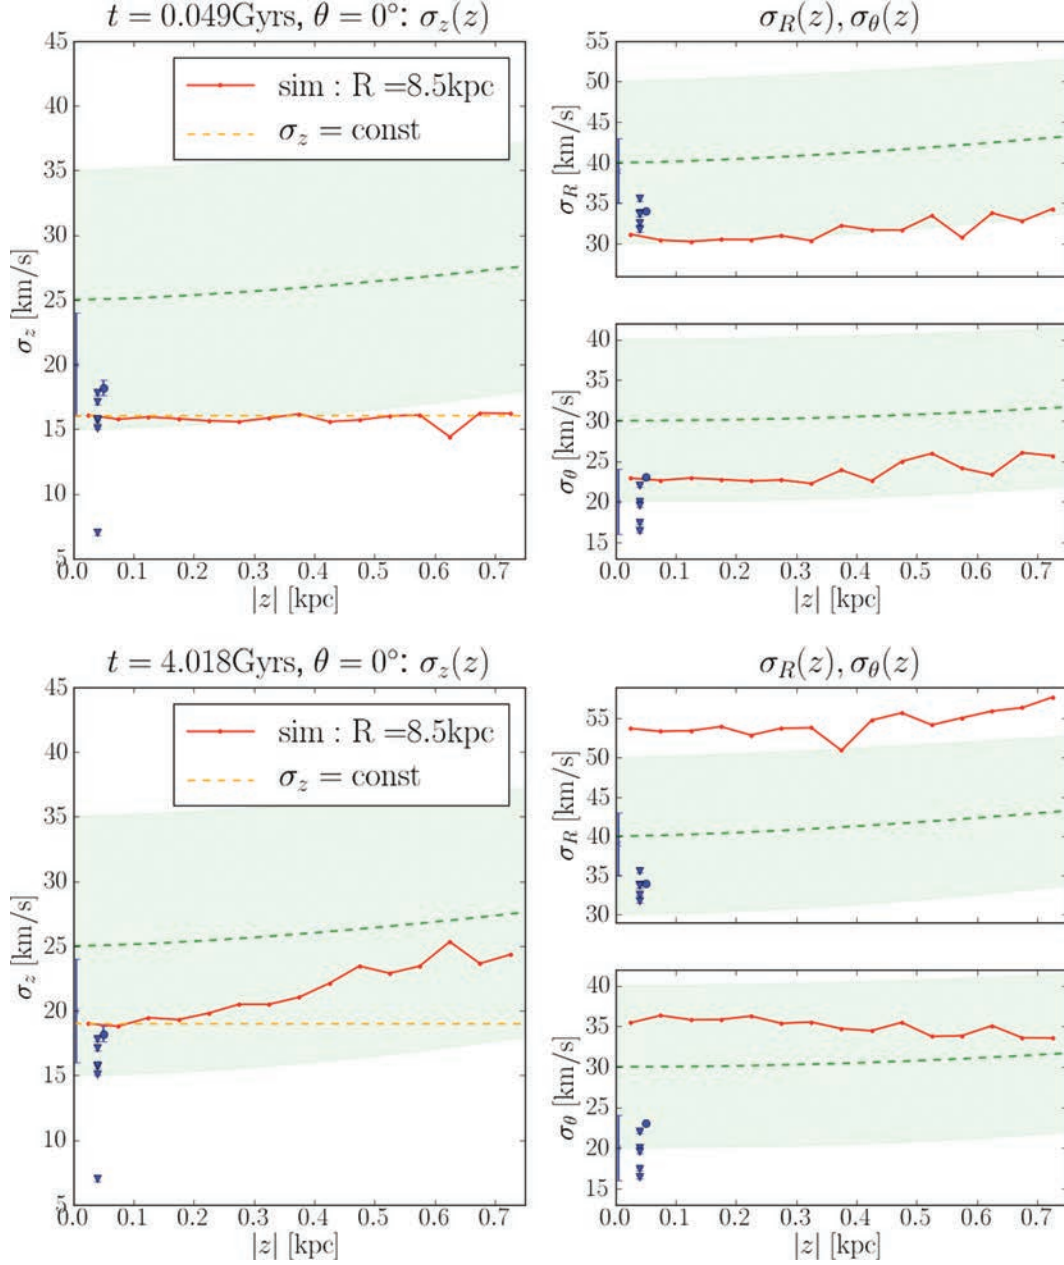 t = 0.049Gyrs, θ = 0°: σ_z(z)
σ_R(z), σ_θ(z)
sim : R =8.5kpc
σ_z = const
σ_z [km/s]
45
40
35
30
25
20
15
10
5
0.0 0.1 0.2 0.3 0.4 0.5 0.6 0.7
|z| [kpc]
σ_R [km/s]
55
50
45
40
35
30
σ_θ [km/s]
40
35
30
25
20
15
0.0 0.1 0.2 0.3 0.4 0.5 0.6 0.7
|z| [kpc]
t = 4.018Gyrs, θ = 0°: σ_z(z)
σ_R(z), σ_θ(z)
sim : R =8.5kpc
σ_z = const
σ_z [km/s]
45
40
35
30
25
20
15
10
5
0.0 0.1 0.2 0.3 0.4 0.5 0.6 0.7
|z| [kpc]
σ_R [km/s]
55
50
45
40
35
30
σ_θ [km/s]
40
35
30
25
20
15
0.0 0.1 0.2 0.3 0.4 0.5 0.6 0.7
|z| [kpc]